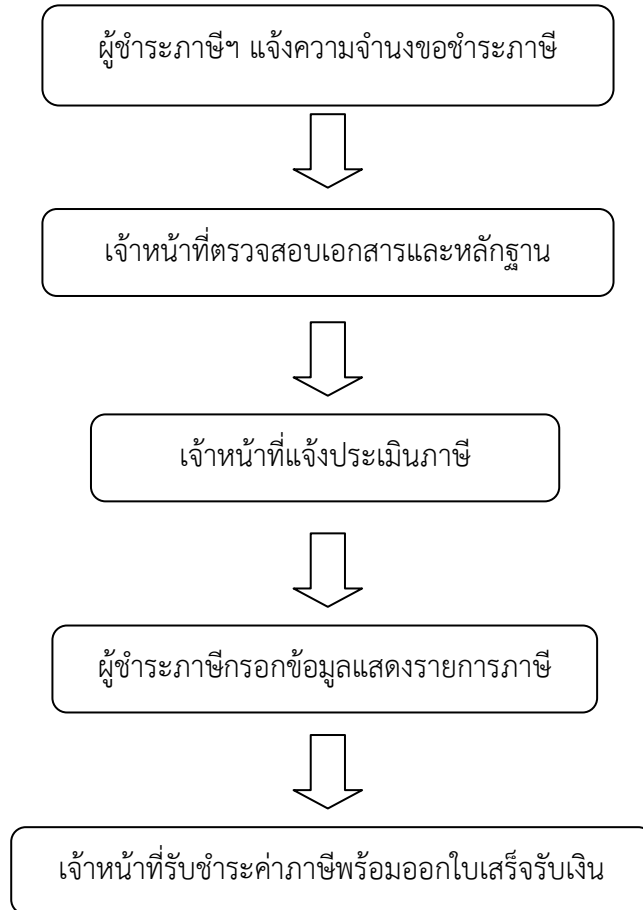 ผู้ชำระภาษีฯ แจ้งความจำนงขอชำระภาษี
เจ้าหน้าที่ตรวจสอบเอกสารและหลักฐาน
เจ้าหน้าที่แจ้งประเมินภาษี
ผู้ชำระภาษีกรอกข้อมูลแสดงรายการภาษี
เจ้าหน้าที่รับชำระค่าภาษีพร้อมออกใบเสร็จรับเงิน